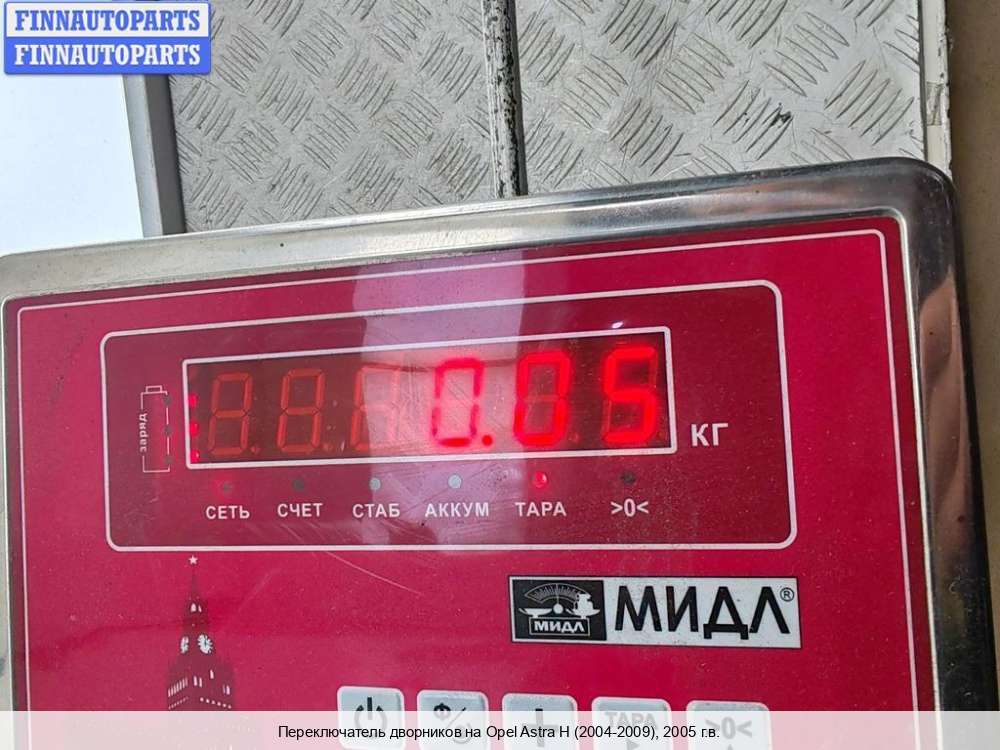 FINNAUTOPARTS
FINNAUTOPARTS
заряд
0.05
КГ
СЕТЬ СЧЕТ СТАБ АККУМ ТАРА >0<
МИДЛ
МИДЛ®
ТАРА >0<
Переключатель дворников на Opel Astra H (2004-2009), 2005 г.в.